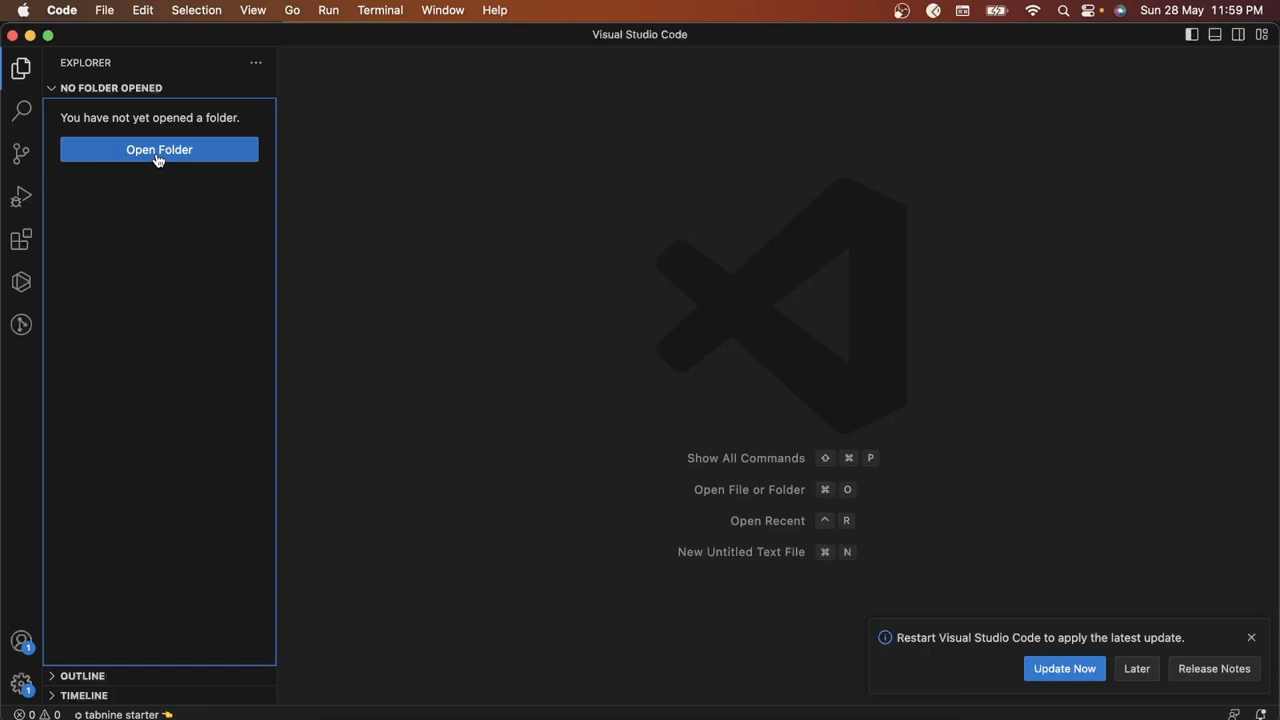 Code File Edit Selection View Go Run Terminal Window Help Sun 28 May 11:59 PM
Visual Studio Code
EXPLORER
NO FOLDER OPENED
You have not yet opened a folder.
Open Folder
Show All Commands ⇧ ⌘ P
Open File or Folder ⌘ O
Open Recent ^ R
New Untitled Text File ⌘ N
Restart Visual Studio Code to apply the latest update.
Update Now Later Release Notes
1
1
OUTLINE
TIMELINE
0 0 tabnine starter